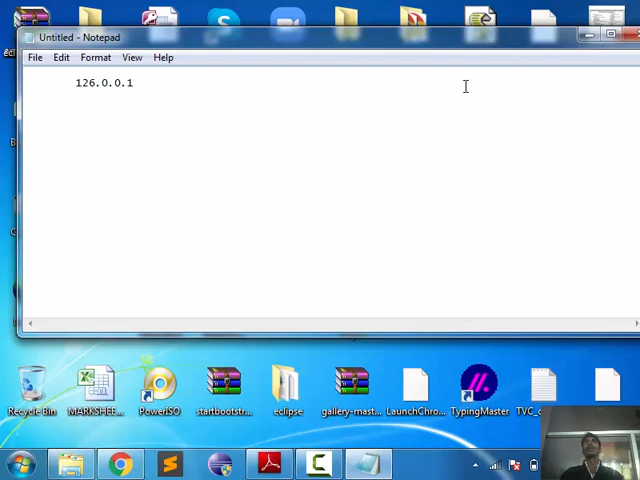 Untitled - Notepad
File Edit Format View Help
126.0.0.1
Recycle Bin
MARKSHEE...
PowerISO
startbootstr...
eclipse
gallery-mast...
LaunchChro...
TypingMaster